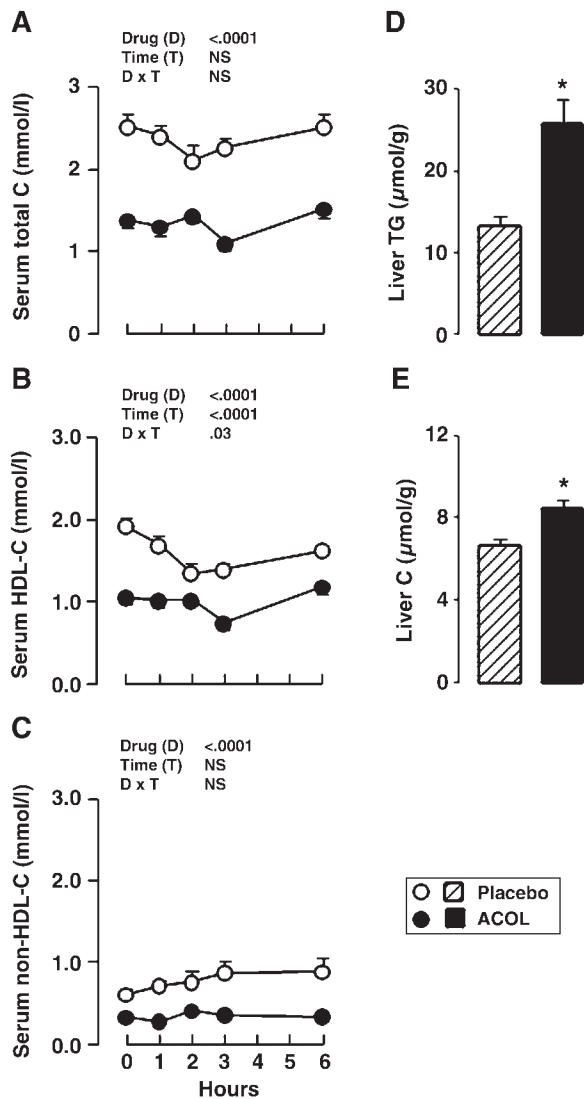 A
Drug (D) <.0001
Time (T) NS
D x T NS
Serum total C (mmol/l)
3
2
1
0
B
Drug (D) <.0001
Time (T) <.0001
D x T .03
Serum HDL-C (mmol/l)
3.0
2.0
1.0
0.0
C
Drug (D) <.0001
Time (T) NS
D x T NS
Serum non-HDL-C (mmol/l)
3.0
2.0
1.0
0.0
0 1 2 3 4 5 6
Hours
D
Liver TG (µmol/g)
30
20
10
0
*
E
Liver C (µmol/g)
12
8
4
0
*
Placebo
ACOL